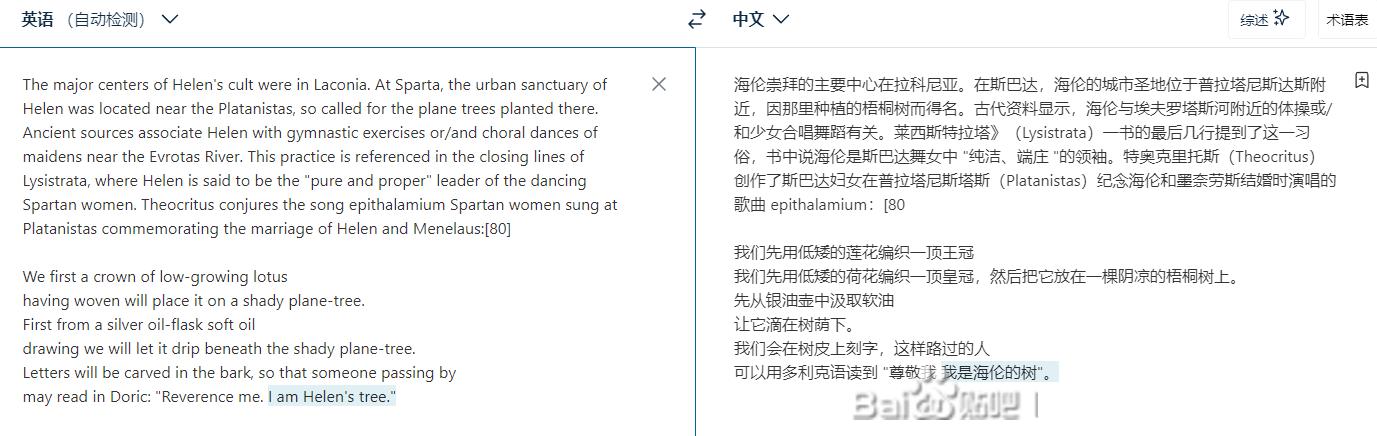 英语 （自动检测）
中文
综述
术语表
The major centers of Helen's cult were in Laconia. At Sparta, the urban sanctuary of
Helen was located near the Platanistas, so called for the plane trees planted there.
Ancient sources associate Helen with gymnastic exercises or/and choral dances of
maidens near the Evrotas River. This practice is referenced in the closing lines of
Lysistrata, where Helen is said to be the "pure and proper" leader of the dancing
Spartan women. Theocritus conjures the song epithalamium Spartan women sung at
Platanistas commemorating the marriage of Helen and Menelaus:[80]
We first a crown of low-growing lotus
having woven will place it on a shady plane-tree.
First from a silver oil-flask soft oil
drawing we will let it drip beneath the shady plane-tree.
Letters will be carved in the bark, so that someone passing by
may read in Doric: "Reverence me. I am Helen's tree."
海伦崇拜的主要中心在拉科尼亚。在斯巴达，海伦的城市圣地位于普拉塔尼斯达斯附
近，因那里种植的梧桐树而得名。古代资料显示，海伦与埃夫罗塔斯河附近的体操或/
和少女合唱舞蹈有关。莱西斯特拉塔》（Lysistrata）一书的最后几行提到了这一习
俗，书中说海伦是斯巴达舞女中 "纯洁、端庄 "的领袖。特奥克里托斯（Theocritus）
创作了斯巴达妇女在普拉塔尼斯塔斯（Platanistas）纪念海伦和墨奈劳斯结婚时演唱的
歌曲 epithalamium：[80
我们先用低矮的莲花编织一顶王冠
我们先用低矮的荷花编织一顶皇冠，然后把它放在一棵阴凉的梧桐树上。
先从银油壶中汲取软油
让它滴在树荫下。
我们会在树皮上刻字，这样路过的人
可以用多利克语读到 "尊敬我 我是海伦的树"。
Bai贴吧